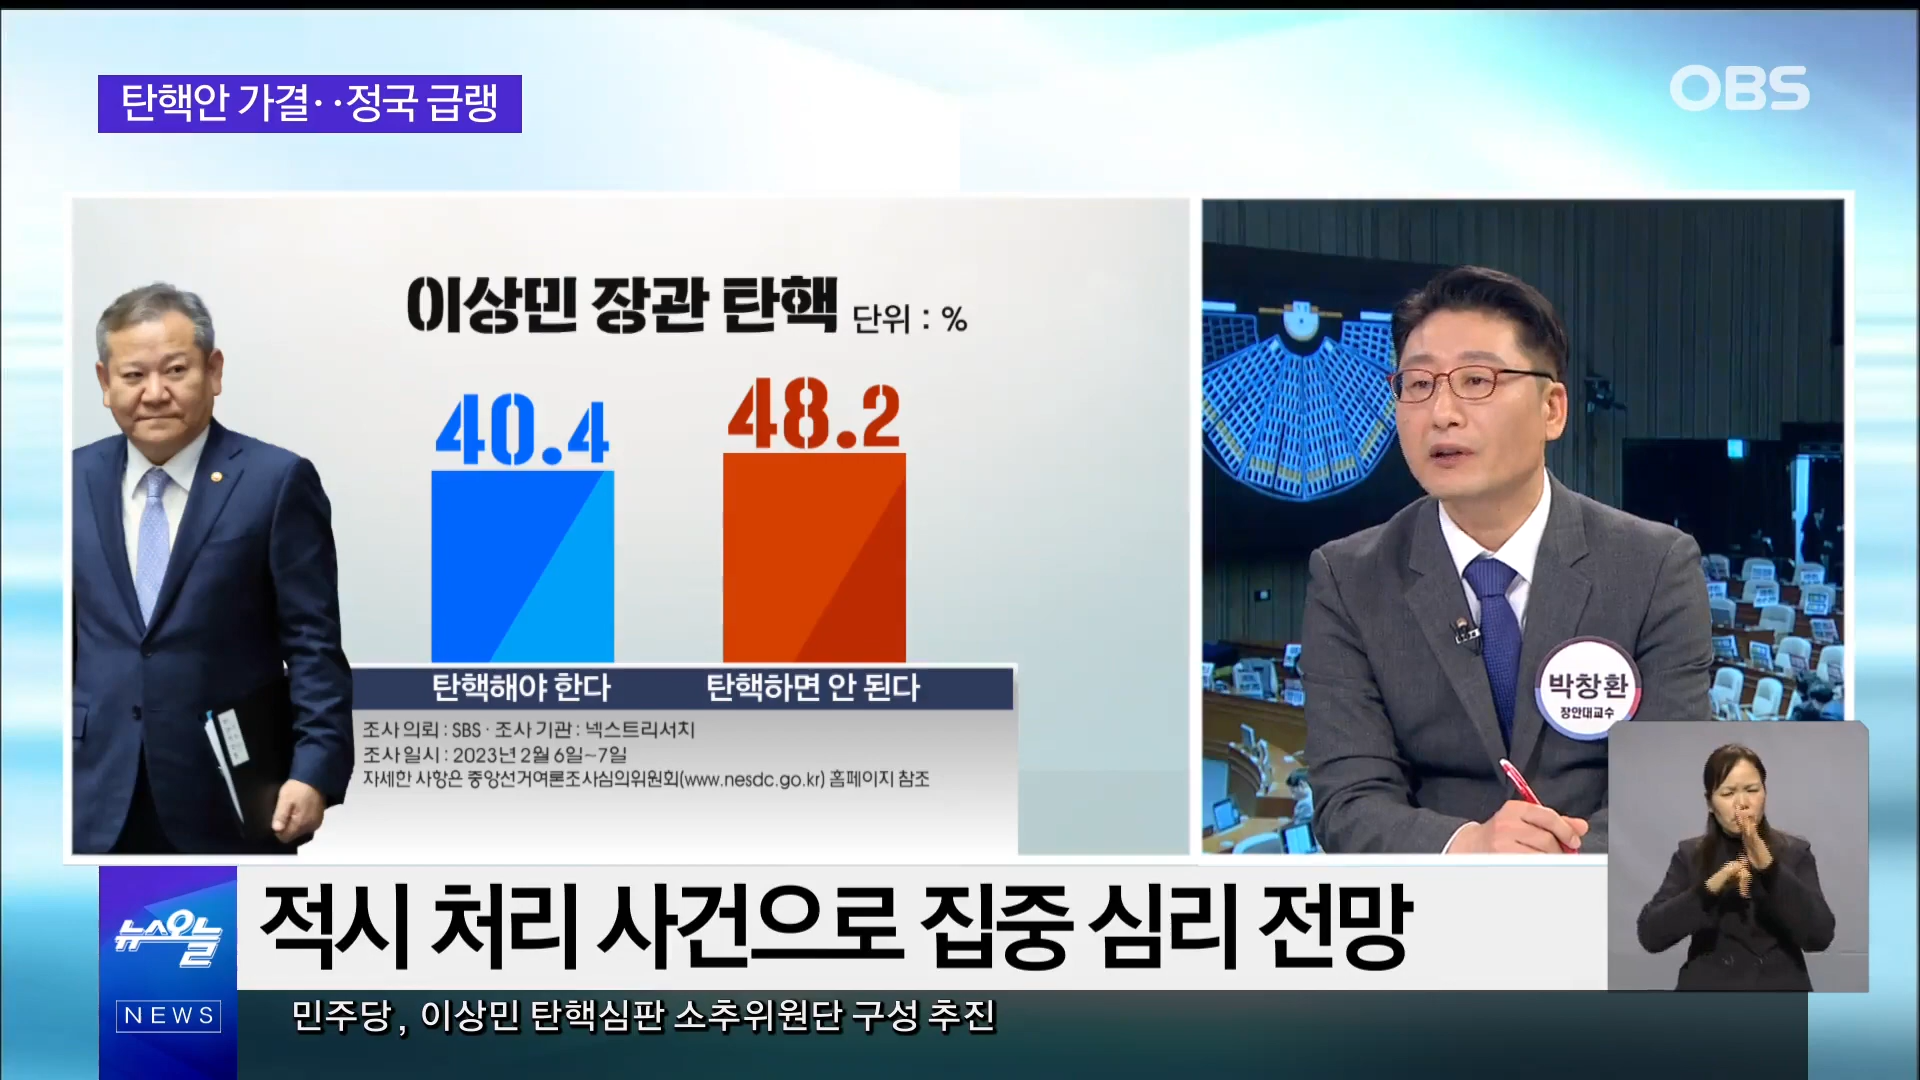 탄핵안 가결··정국 급랭
OBS
이상민 장관 탄핵 단위 : %
40.4
48.2
탄핵해야 한다
탄핵하면 안 된다
조사 의뢰 : SBS · 조사 기관 : 넥스트리서치
조사 일시 : 2023년 2월 6일~7일
자세한 사항은 중앙선거여론조사심의위원회(www.nesdc.go.kr) 홈페이지 참조
박창환
장안대교수
뉴스오늘
NEWS
적시 처리 사건으로 집중 심리 전망
민주당, 이상민 탄핵심판 소추위원단 구성 추진